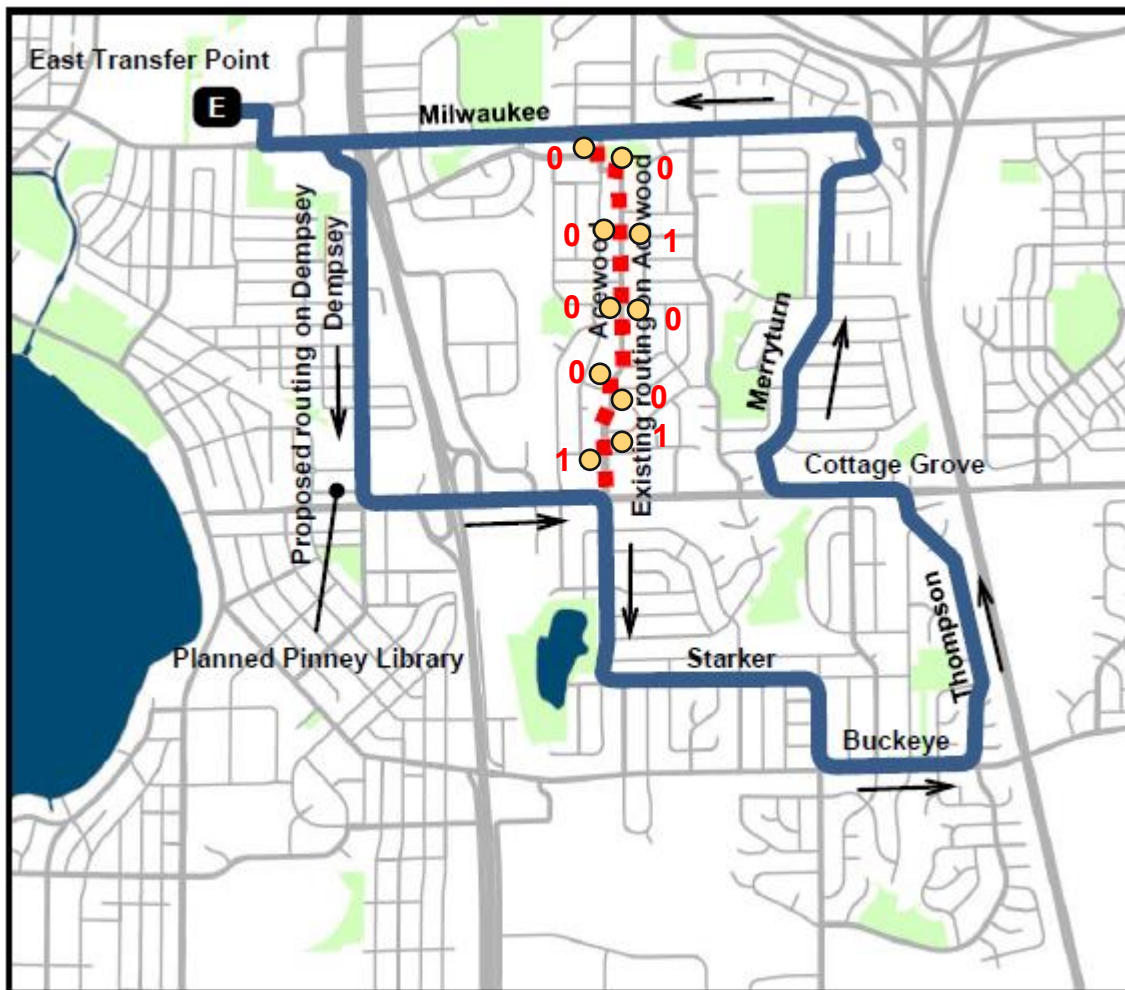 East Transfer Point
E
Milwaukee
0
0
Proposed routing on Dempsey
Dempsey
Acewood
Existing routing on Acewood
0
1
0
0
0
0
1
1
Merryturn
Cottage Grove
Planned Pinney Library
Starker
Thompson
Buckeye